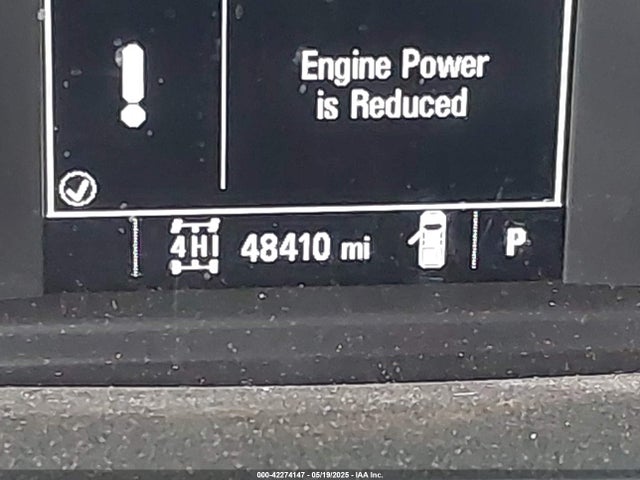 Engine Power
is Reduced
4HI 48410 mi P
000-42274147 - 05/19/2025 - IAA Inc.